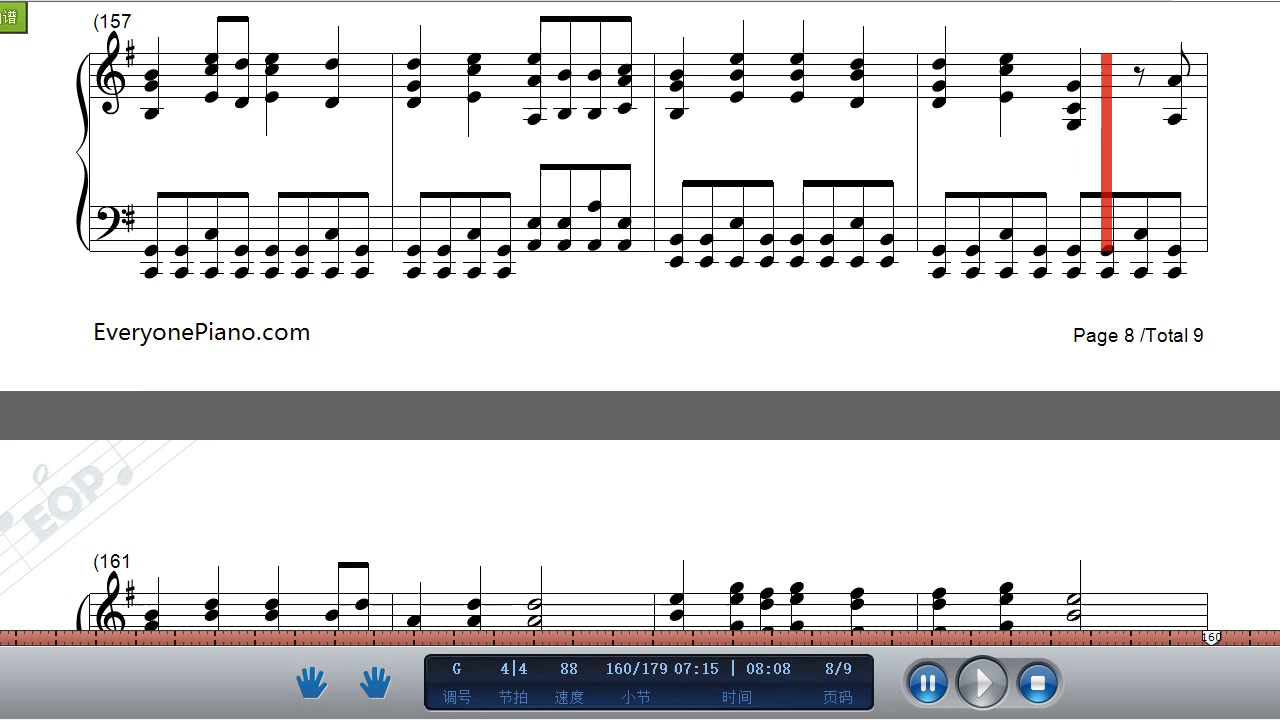 谱
(157
EveryonePiano.com
Page 8 /Total 9
EOP
(161
160
G 4|4 88 160/179 07:15 | 08:08 8/9
调号 节拍 速度 小节 时间 页码